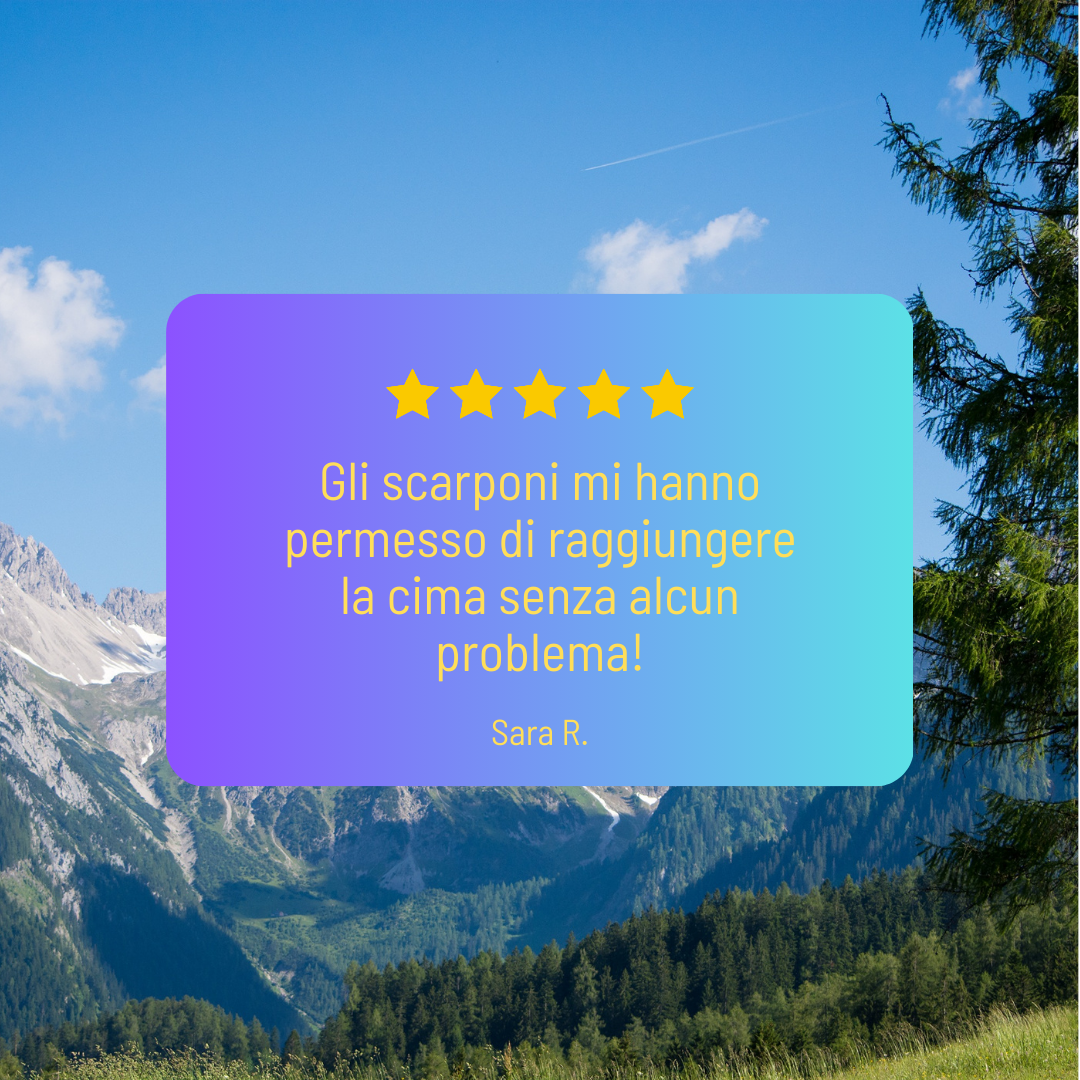 Gli scarponi mi hanno
permesso di raggiungere
la cima senza alcun
problema!
Sara R.